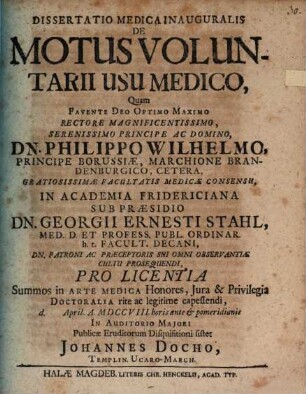 DISSERTATIO MEDICA INAUGURALIS
DE
MOTUS VOLUN-
TARII USU MEDICO,
Quam
FAVENTE DEO OPTIMO MAXIMO
RECTORE MAGNIFICENTISSIMO,
SERENISSIMO PRINCIPE AC DOMINO,
DN. PHILIPPO WILHELMO,
PRINCIPE BORUSSIÆ, MARCHIONE BRAN-
DENBURGICO, CETERA,
GRATIOSISSIMÆ FACULTATIS MEDICÆ CONSENSU,
IN ACADEMIA FRIDERICIANA
SUB PRÆSIDIO
DN. GEORGII ERNESTI STAHL,
MED. D. ET PROFESS. PUBL. ORDINAR.
h. t. FACULT. DECANI,
DN. PATRONI AC PRÆCEPTORIS SUI OMNI OBSERVANTIÆ
CULTU PROSEQUENDI,
PRO LICENTIA
Summos in ARTE MEDICA Honores, Jura & Privilegia
DOCTORALIA rite ac legitime capessendi,
d. April. A. MDCCVIII. horis ante & pomeridianis
IN AUDITORIO MAJORI
Publicæ Eruditorum Disquisitioni sistet
JOHANNES DOCHO,
TEMPLIN. UCARO-MARCH.
HALÆ MAGDEB. LITERIS CHR. HENCKELII, ACAD. TYP.